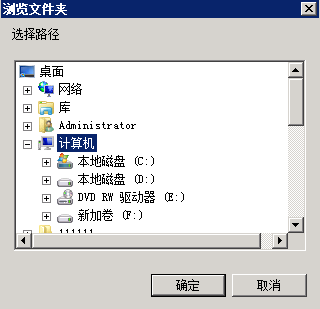 浏览文件夹
选择路径
桌面
网络
库
Administrator
计算机
本地磁盘 (C:)
本地磁盘 (D:)
DVD RW 驱动器 (E:)
新加卷 (F:)
111111
确定
取消